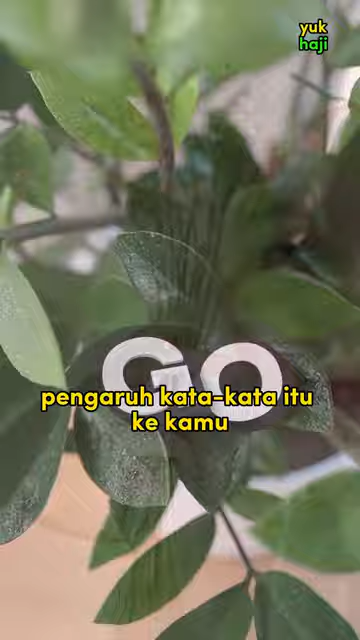 yuk
haji
GO
pengaruh kata-kata itu
ke kamu